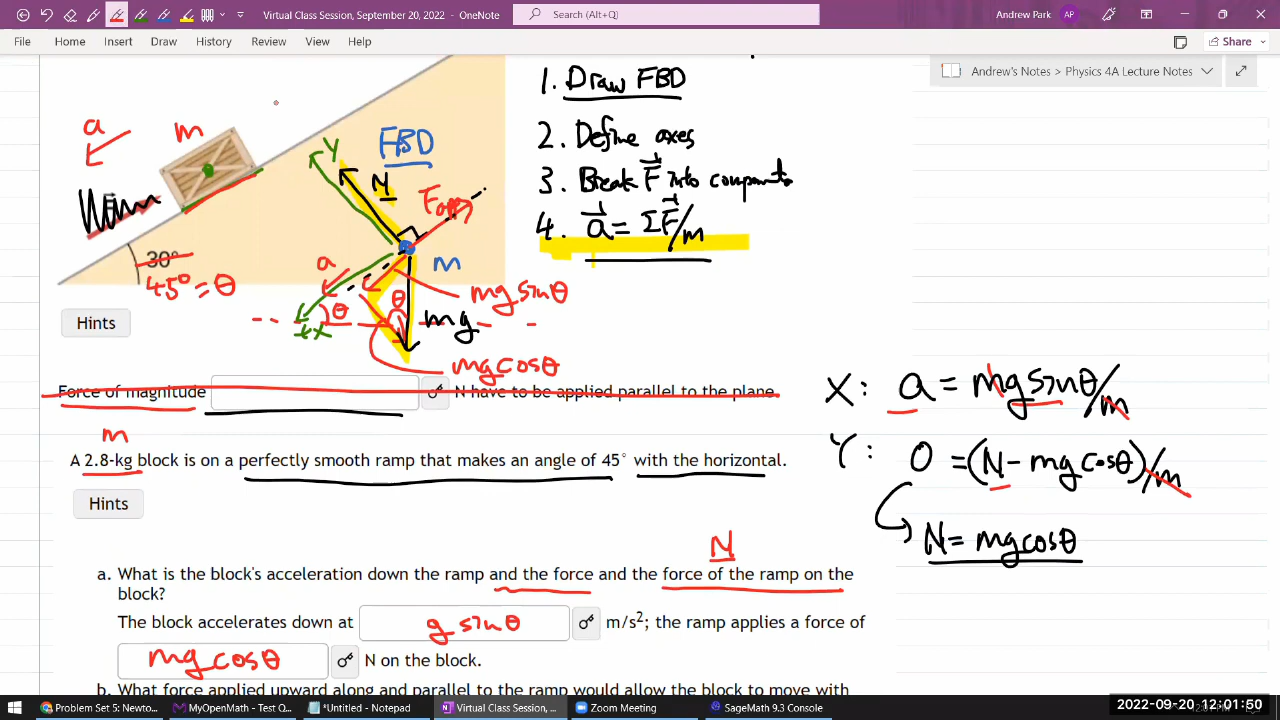 Virtual Class Session, September 20, 2022 - OneNote
Search (Alt+Q)
Andrew Park
AP
File
Home
Insert
Draw
History
Review
View
Help
Share
Andrew's Notes > Physics 4A Lecture Notes
1. Draw FBD
2. Define axes
3. Break F into components
4. a = ΣF/m
a
m
Y
FBD
N
30°
45° = θ
a
m
θ
θ
mg sinθ
+x
mg
mg cosθ
Hints
Force of magnitude N have to be applied parallel to the plane.
m
A 2.8-kg block is on a perfectly smooth ramp that makes an angle of 45° with the horizontal.
Hints
N
a. What is the block's acceleration down the ramp and the force and the force of the ramp on the
block?
The block accelerates down at g sinθ m/s²; the ramp applies a force of
mg cosθ N on the block.
b. What force applied upward along and parallel to the ramp would allow the block to move with
X: a = mg sinθ/m
Y: 0 = (N - mg cosθ)/m
N = mg cosθ
Problem Set 5: Newto...
MyOpenMath - Test Q...
*Untitled - Notepad
Virtual Class Session, ...
Zoom Meeting
SageMath 9.3 Console
2022-09-20 12:01:50